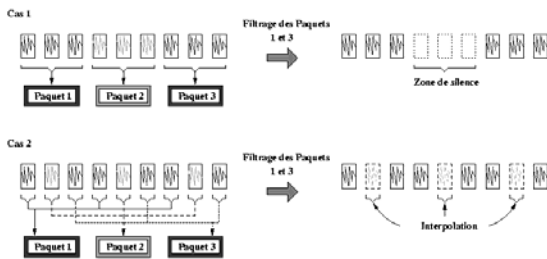 Cas 1
Filtrage des Paquets
1 et 3
Paquet 1
Paquet 2
Paquet 3
Zone de silence
Cas 2
Filtrage des Paquets
1 et 3
Paquet 1
Paquet 2
Paquet 3
Interpolation